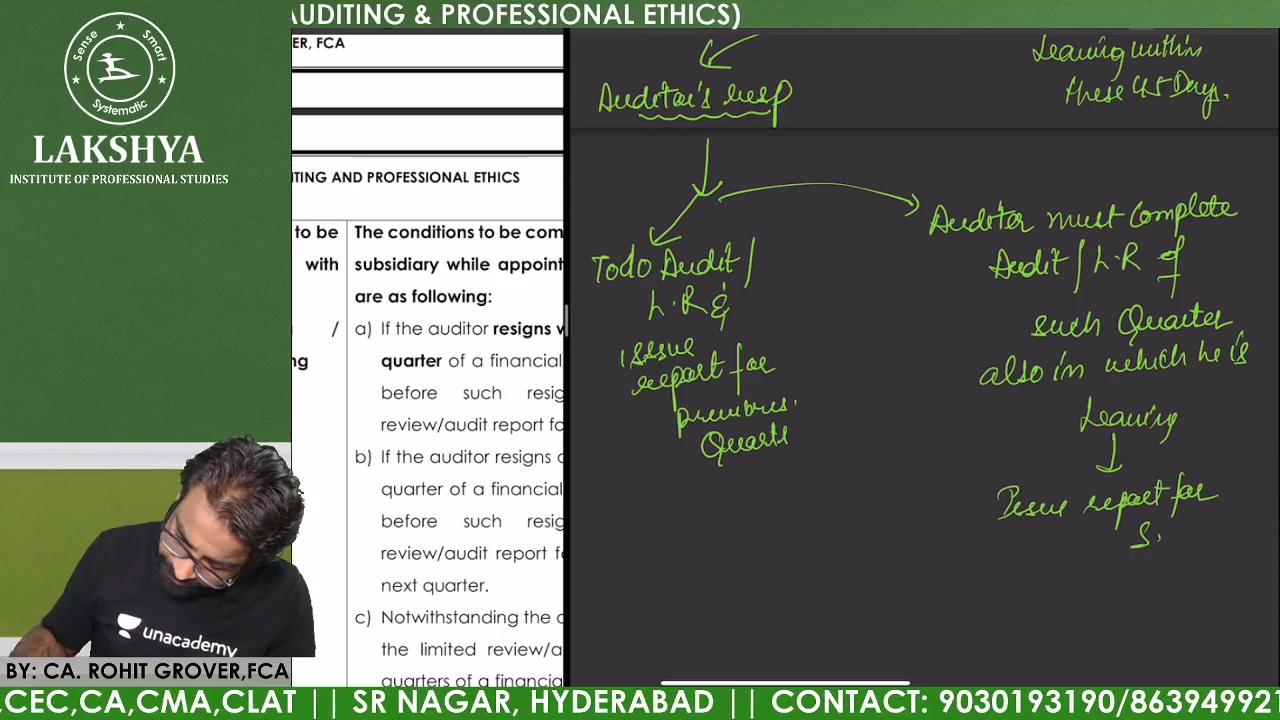 AUDITING & PROFESSIONAL ETHICS)
Sense
Smart
Systematic
LAKSHYA
INSTITUTE OF PROFESSIONAL STUDIES
ER, FCA
TING AND PROFESSIONAL ETHICS
to be
with
/
ng
The conditions to be com
subsidiary while appoint
are as following:
a) If the auditor resigns w
quarter of a financial
before such resig
review/audit report fo
b) If the auditor resigns a
quarter of a financial
before such resig
review/audit report fo
next quarter.
c) Notwithstanding the a
the limited review/a
quarters of a financia
Auditor's resp
Leaving within
these 45 Days.
To do Audit /
L.R &
issue
report for
previous.
Quarte
Auditor must complete
Audit / L.R of
such Quarter
also in which he is
Leaving
Issue report for
S.
unacademy
BY: CA. ROHIT GROVER,FCA
,CEC,CA,CMA,CLAT || SR NAGAR, HYDERABAD || CONTACT: 9030193190/86394992